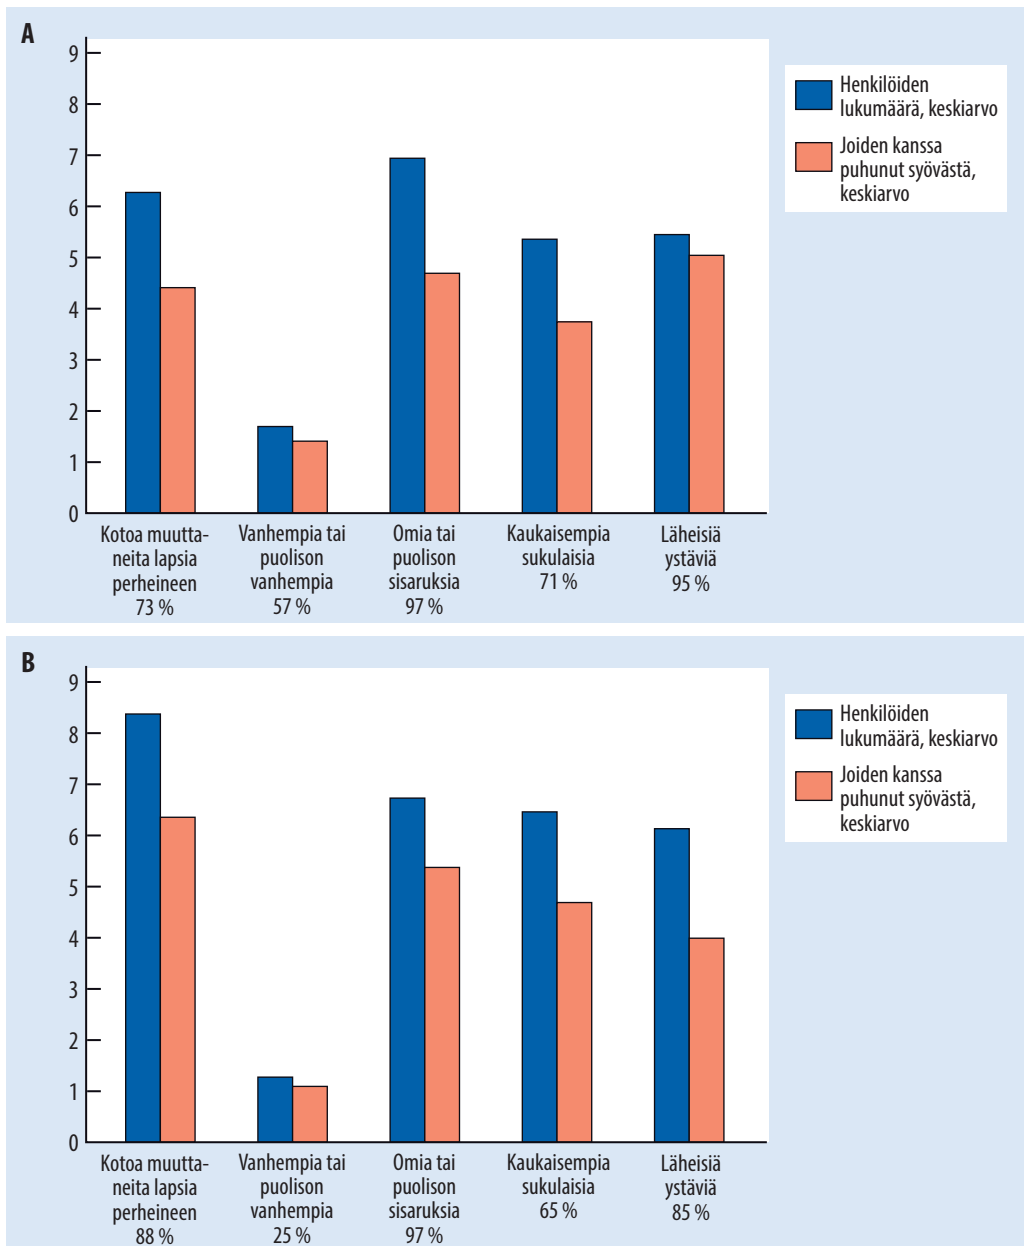 A
9
8
7
6
5
4
3
2
1
0
Henkilöiden
lukumäärä, keskiarvo
Joiden kanssa
puhunut syövästä,
keskiarvo
Kotoa muutta-
neita lapsia
perheineen
73 %
Vanhempia tai
puolison
vanhempia
57 %
Omia tai
puolison
sisaruksia
97 %
Kaukaisempia
sukulaisia
71 %
Läheisiä
ystäviä
95 %
B
9
8
7
6
5
4
3
2
1
0
Henkilöiden
lukumäärä, keskiarvo
Joiden kanssa
puhunut syövästä,
keskiarvo
Kotoa muutta-
neita lapsia
perheineen
88 %
Vanhempia tai
puolison
vanhempia
25 %
Omia tai
puolison
sisaruksia
97 %
Kaukaisempia
sukulaisia
65 %
Läheisiä
ystäviä
85 %